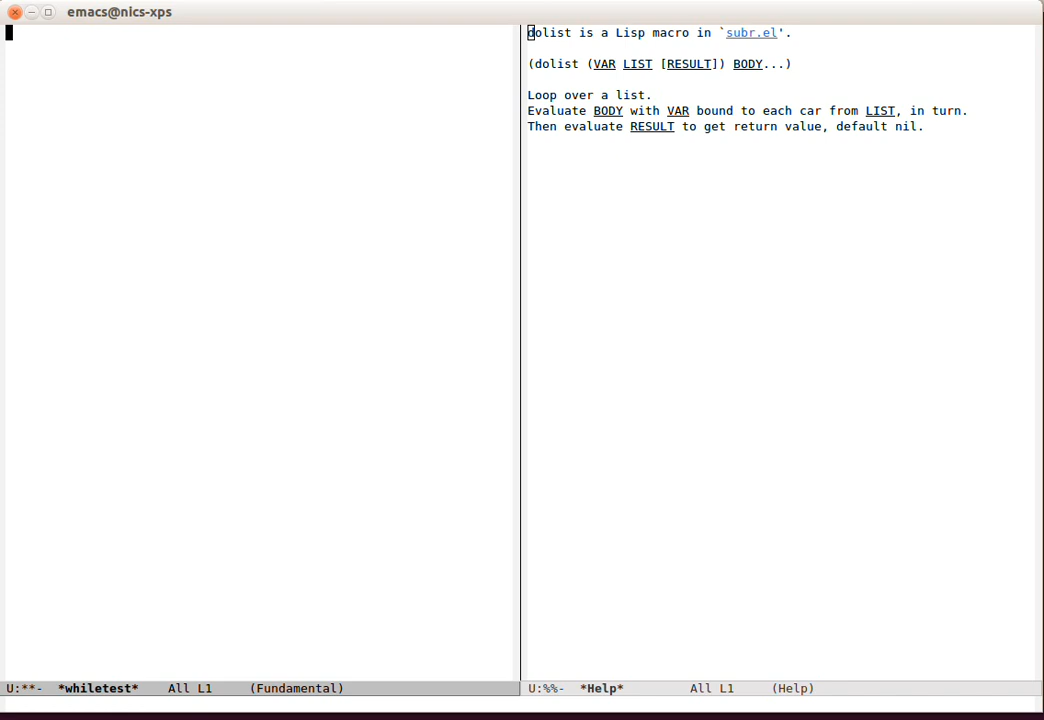 emacs@nics-xps
dolist is a Lisp macro in `subr.el'.
(dolist (VAR LIST [RESULT]) BODY...)
Loop over a list.
Evaluate BODY with VAR bound to each car from LIST, in turn.
Then evaluate RESULT to get return value, default nil.
U:**-  *whiletest*    All L1     (Fundamental)
U:%%-  *Help*         All L1     (Help)